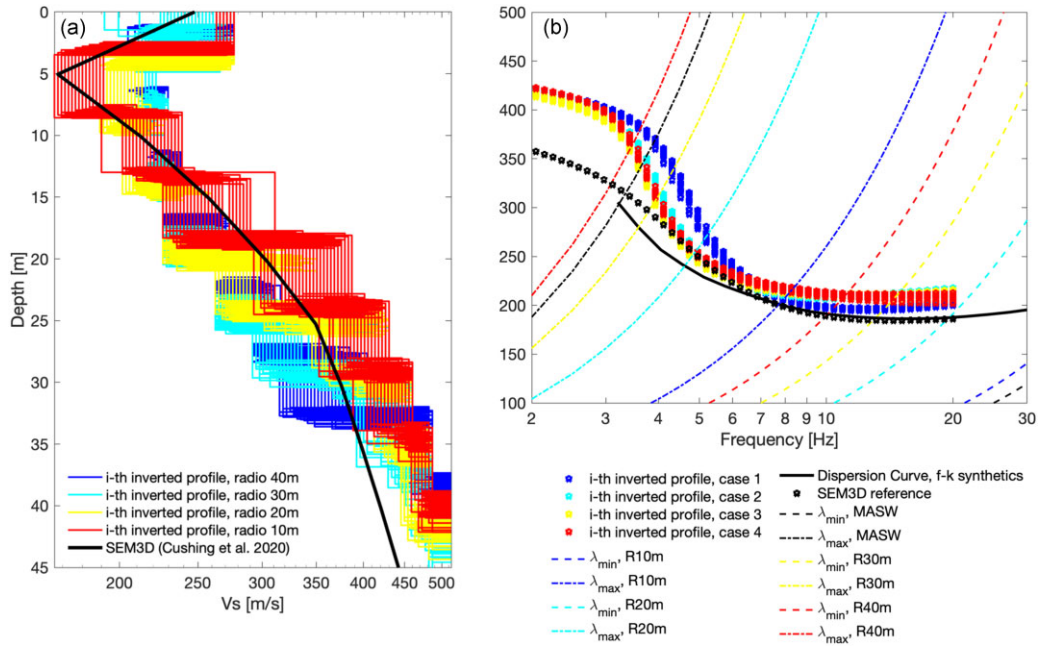 (a)
0
5
10
15
20
25
30
35
40
45
Depth [m]
200
300
400
500
Vs [m/s]
i-th inverted profile, radio 40m
i-th inverted profile, radio 30m
i-th inverted profile, radio 20m
i-th inverted profile, radio 10m
SEM3D (Cushing et al. 2020)
(b)
500
450
400
350
300
250
200
150
100
2
3
4
5
6
7
8
9
10
20
30
Frequency [Hz]
i-th inverted profile, case 1
i-th inverted profile, case 2
i-th inverted profile, case 3
i-th inverted profile, case 4
λmin, R10m
λmax, R10m
λmin, R20m
λmax, R20m
Dispersion Curve, f-k synthetics
SEM3D reference
λmin, MASW
λmax, MASW
λmin, R30m
λmax, R30m
λmin, R40m
λmax, R40m